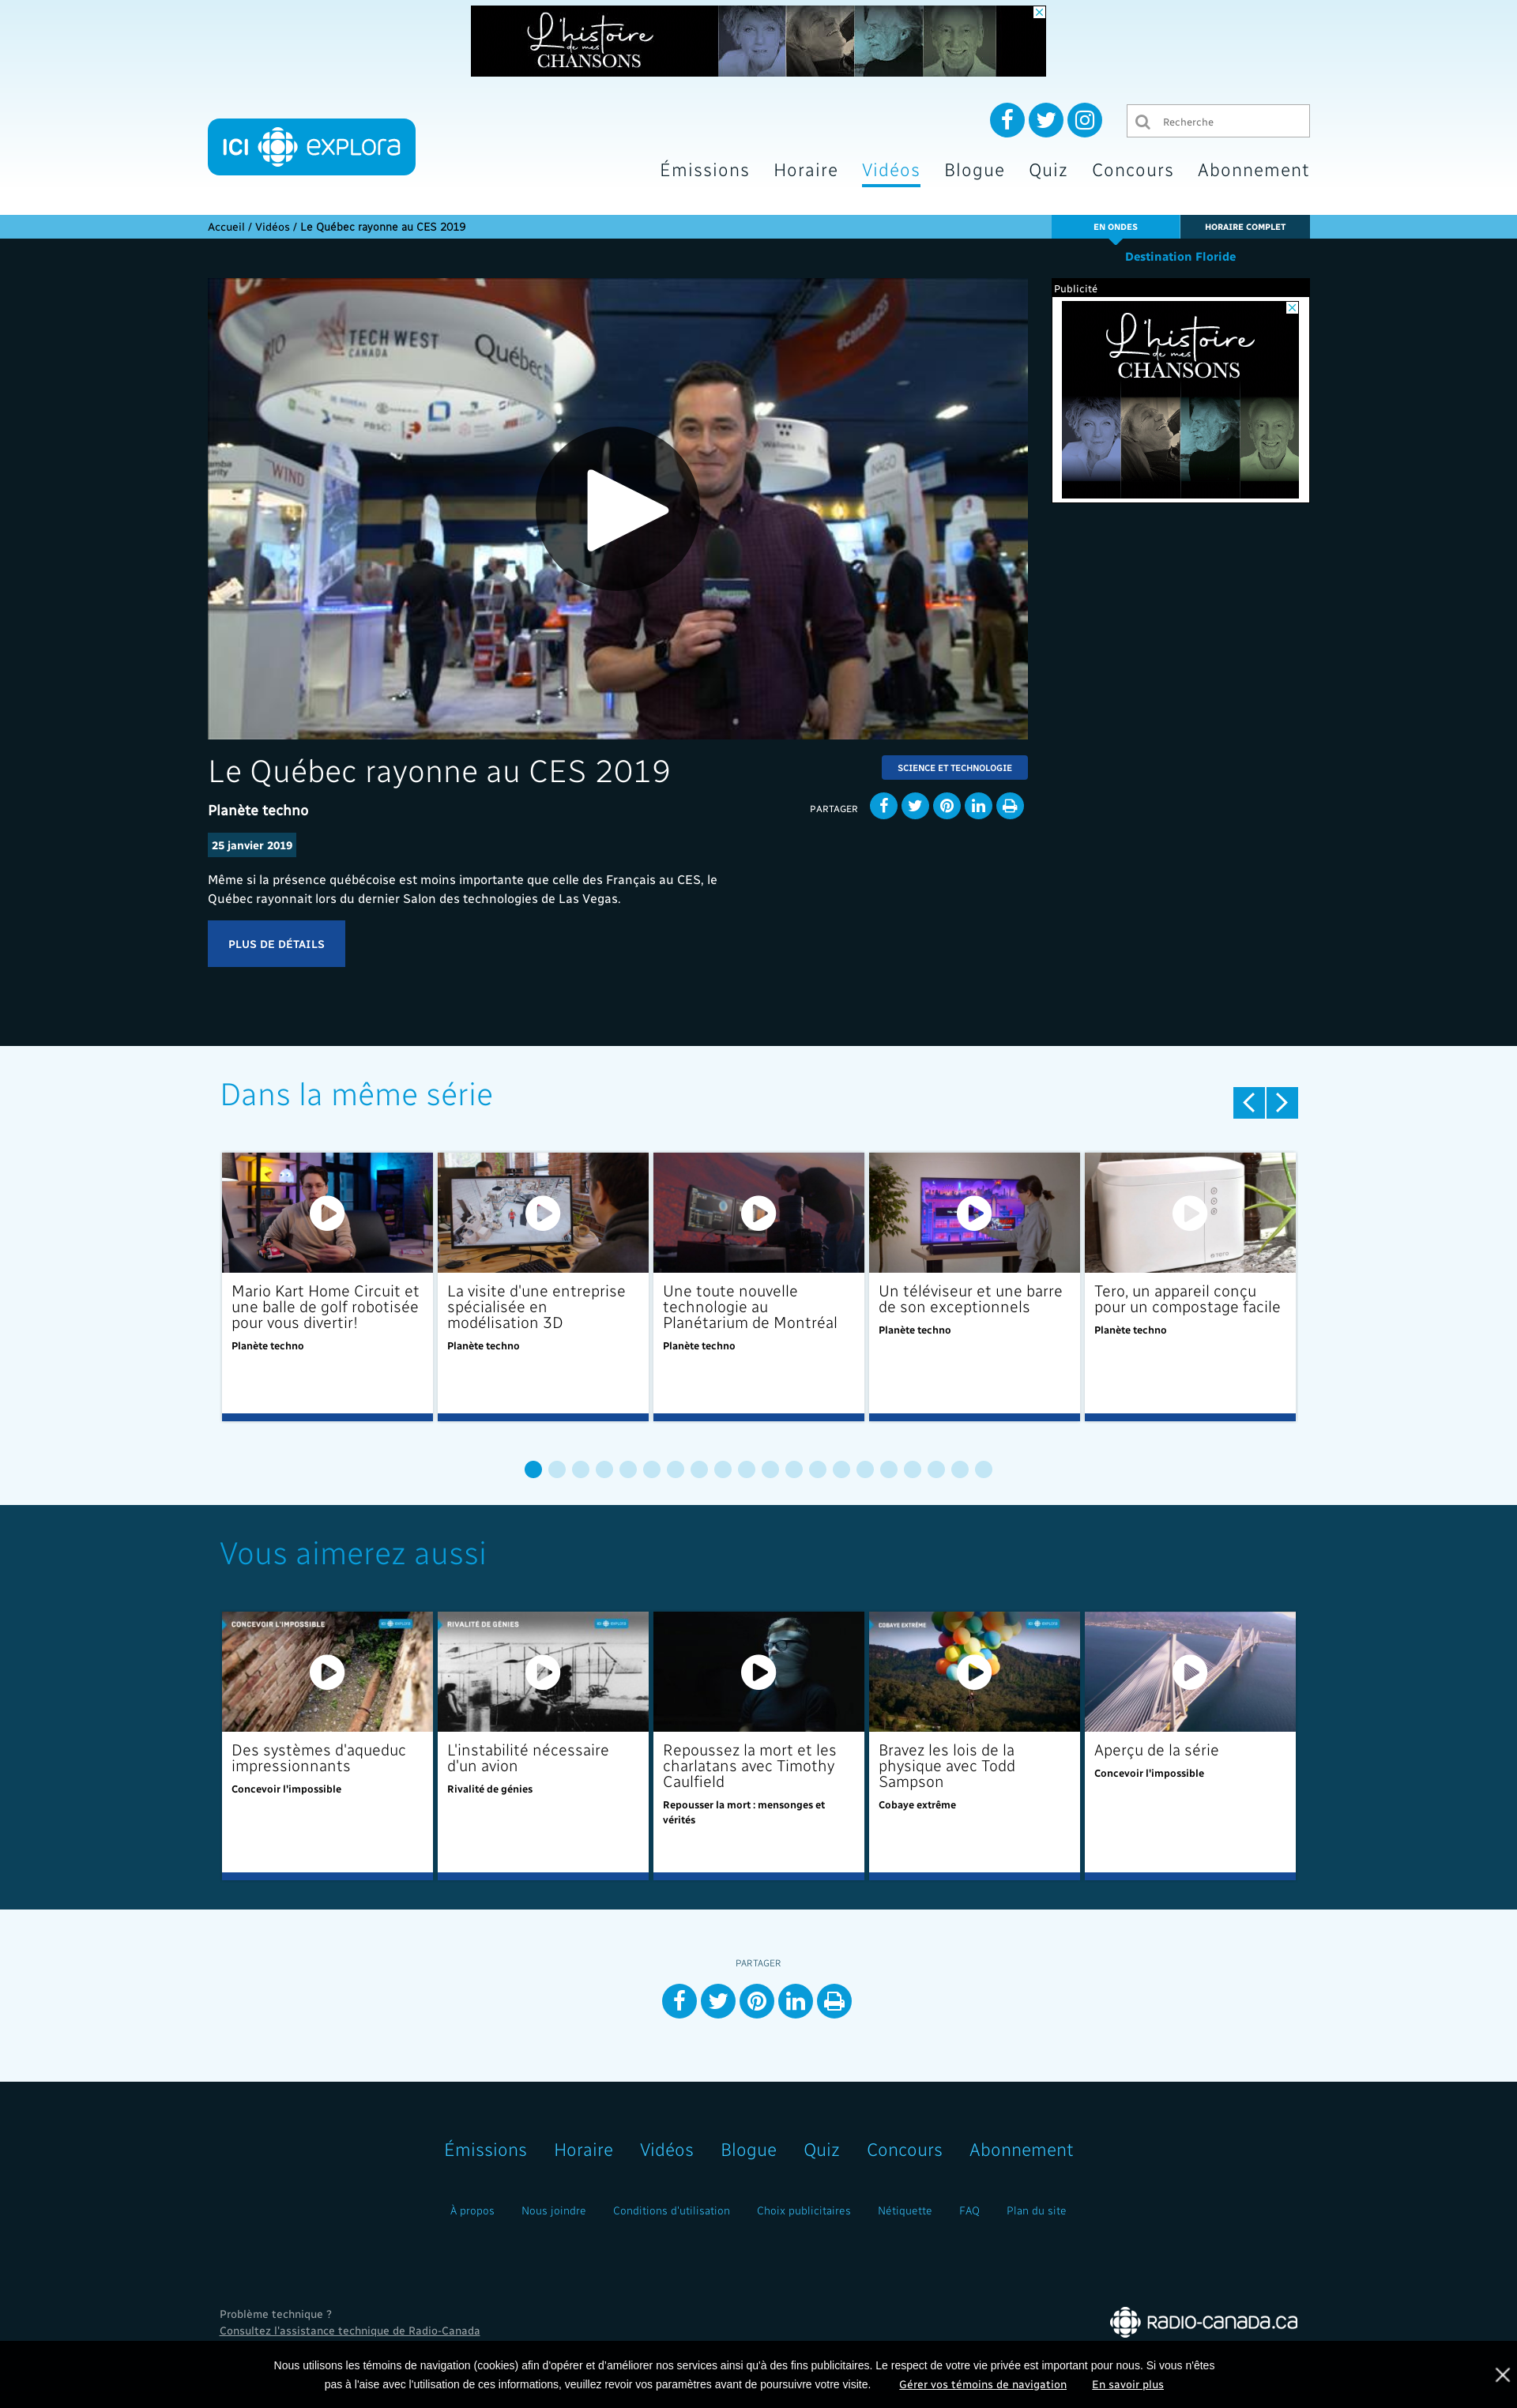 L'histoire
de mes
CHANSONS
ICI explora
Recherche
Émissions Horaire Vidéos Blogue Quiz Concours Abonnement
Accueil / Vidéos / Le Québec rayonne au CES 2019
EN ONDES
HORAIRE COMPLET
Destination Floride
Publicité
L'histoire
de mes
CHANSONS
TECH WEST
CANADA
Québec
#CanadaCES
WIND
PLUS DE DÉTAILS
Le Québec rayonne au CES 2019
SCIENCE ET TECHNOLOGIE
Planète techno
PARTAGER
25 janvier 2019
Même si la présence québécoise est moins importante que celle des Français au CES, le
Québec rayonnait lors du dernier Salon des technologies de Las Vegas.
Dans la même série
Mario Kart Home Circuit et
une balle de golf robotisée
pour vous divertir!
Planète techno
La visite d'une entreprise
spécialisée en
modélisation 3D
Planète techno
Une toute nouvelle
technologie au
Planétarium de Montréal
Planète techno
Un téléviseur et une barre
de son exceptionnels
Planète techno
tero
Tero, un appareil conçu
pour un compostage facile
Planète techno
Vous aimerez aussi
CONCEVOIR L'IMPOSSIBLE
Des systèmes d'aqueduc
impressionnants
Concevoir l'impossible
RIVALITÉ DE GÉNIES
L'instabilité nécessaire
d'un avion
Rivalité de génies
Repoussez la mort et les
charlatans avec Timothy
Caulfield
Repousser la mort : mensonges et
vérités
COBAYE EXTRÊME
Bravez les lois de la
physique avec Todd
Sampson
Cobaye extrême
Aperçu de la série
Concevoir l'impossible
PARTAGER
Émissions Horaire Vidéos Blogue Quiz Concours Abonnement
À propos Nous joindre Conditions d'utilisation Choix publicitaires Nétiquette FAQ Plan du site
Problème technique ?
Consultez l'assistance technique de Radio-Canada
RADIO-CANADA.ca
Nous utilisons les témoins de navigation (cookies) afin d'opérer et d'améliorer nos services ainsi qu'à des fins publicitaires. Le respect de votre vie privée est important pour nous. Si vous n'êtes
pas à l'aise avec l'utilisation de ces informations, veuillez revoir vos paramètres avant de poursuivre votre visite. Gérer vos témoins de navigation En savoir plus